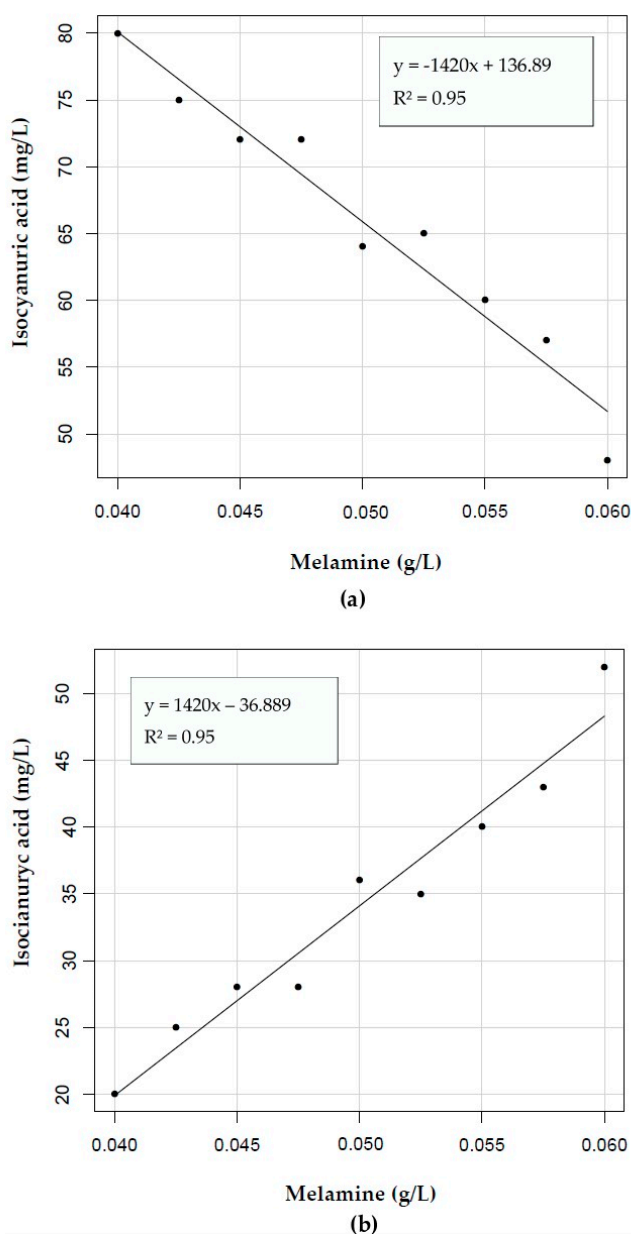 y = -1420x + 136.89
R² = 0.95
80
75
70
65
60
55
50
Isocyanuric acid (mg/L)
0.040 0.045 0.050 0.055 0.060
Melamine (g/L)
(a)
y = 1420x – 36.889
R² = 0.95
50
45
40
35
30
25
20
Isocianuryc acid (mg/L)
0.040 0.045 0.050 0.055 0.060
Melamine (g/L)
(b)